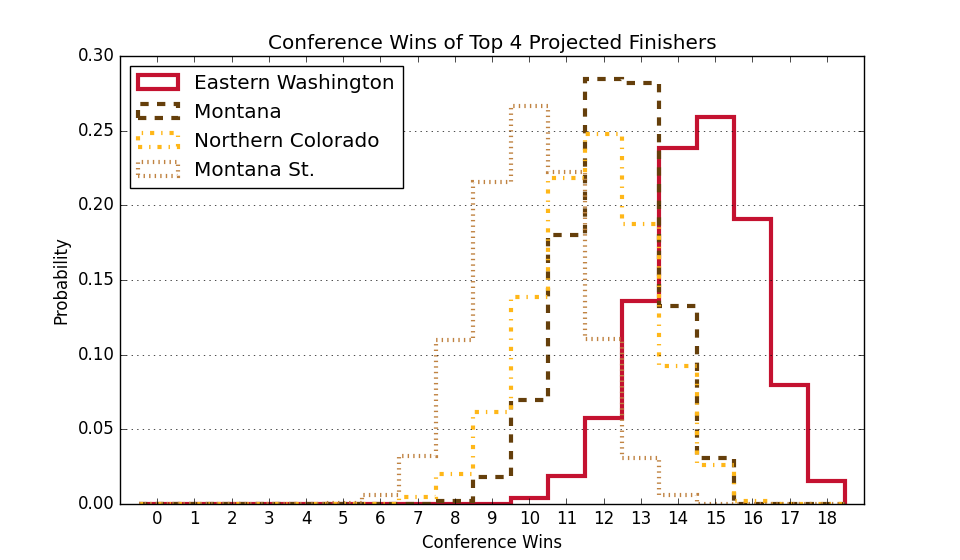 Conference Wins of Top 4 Projected Finishers
0.30
0.25
0.20
0.15
0.10
0.05
0.00
Probability
Eastern Washington
Montana
Northern Colorado
Montana St.
0 1 2 3 4 5 6 7 8 9 10 11 12 13 14 15 16 17 18
Conference Wins